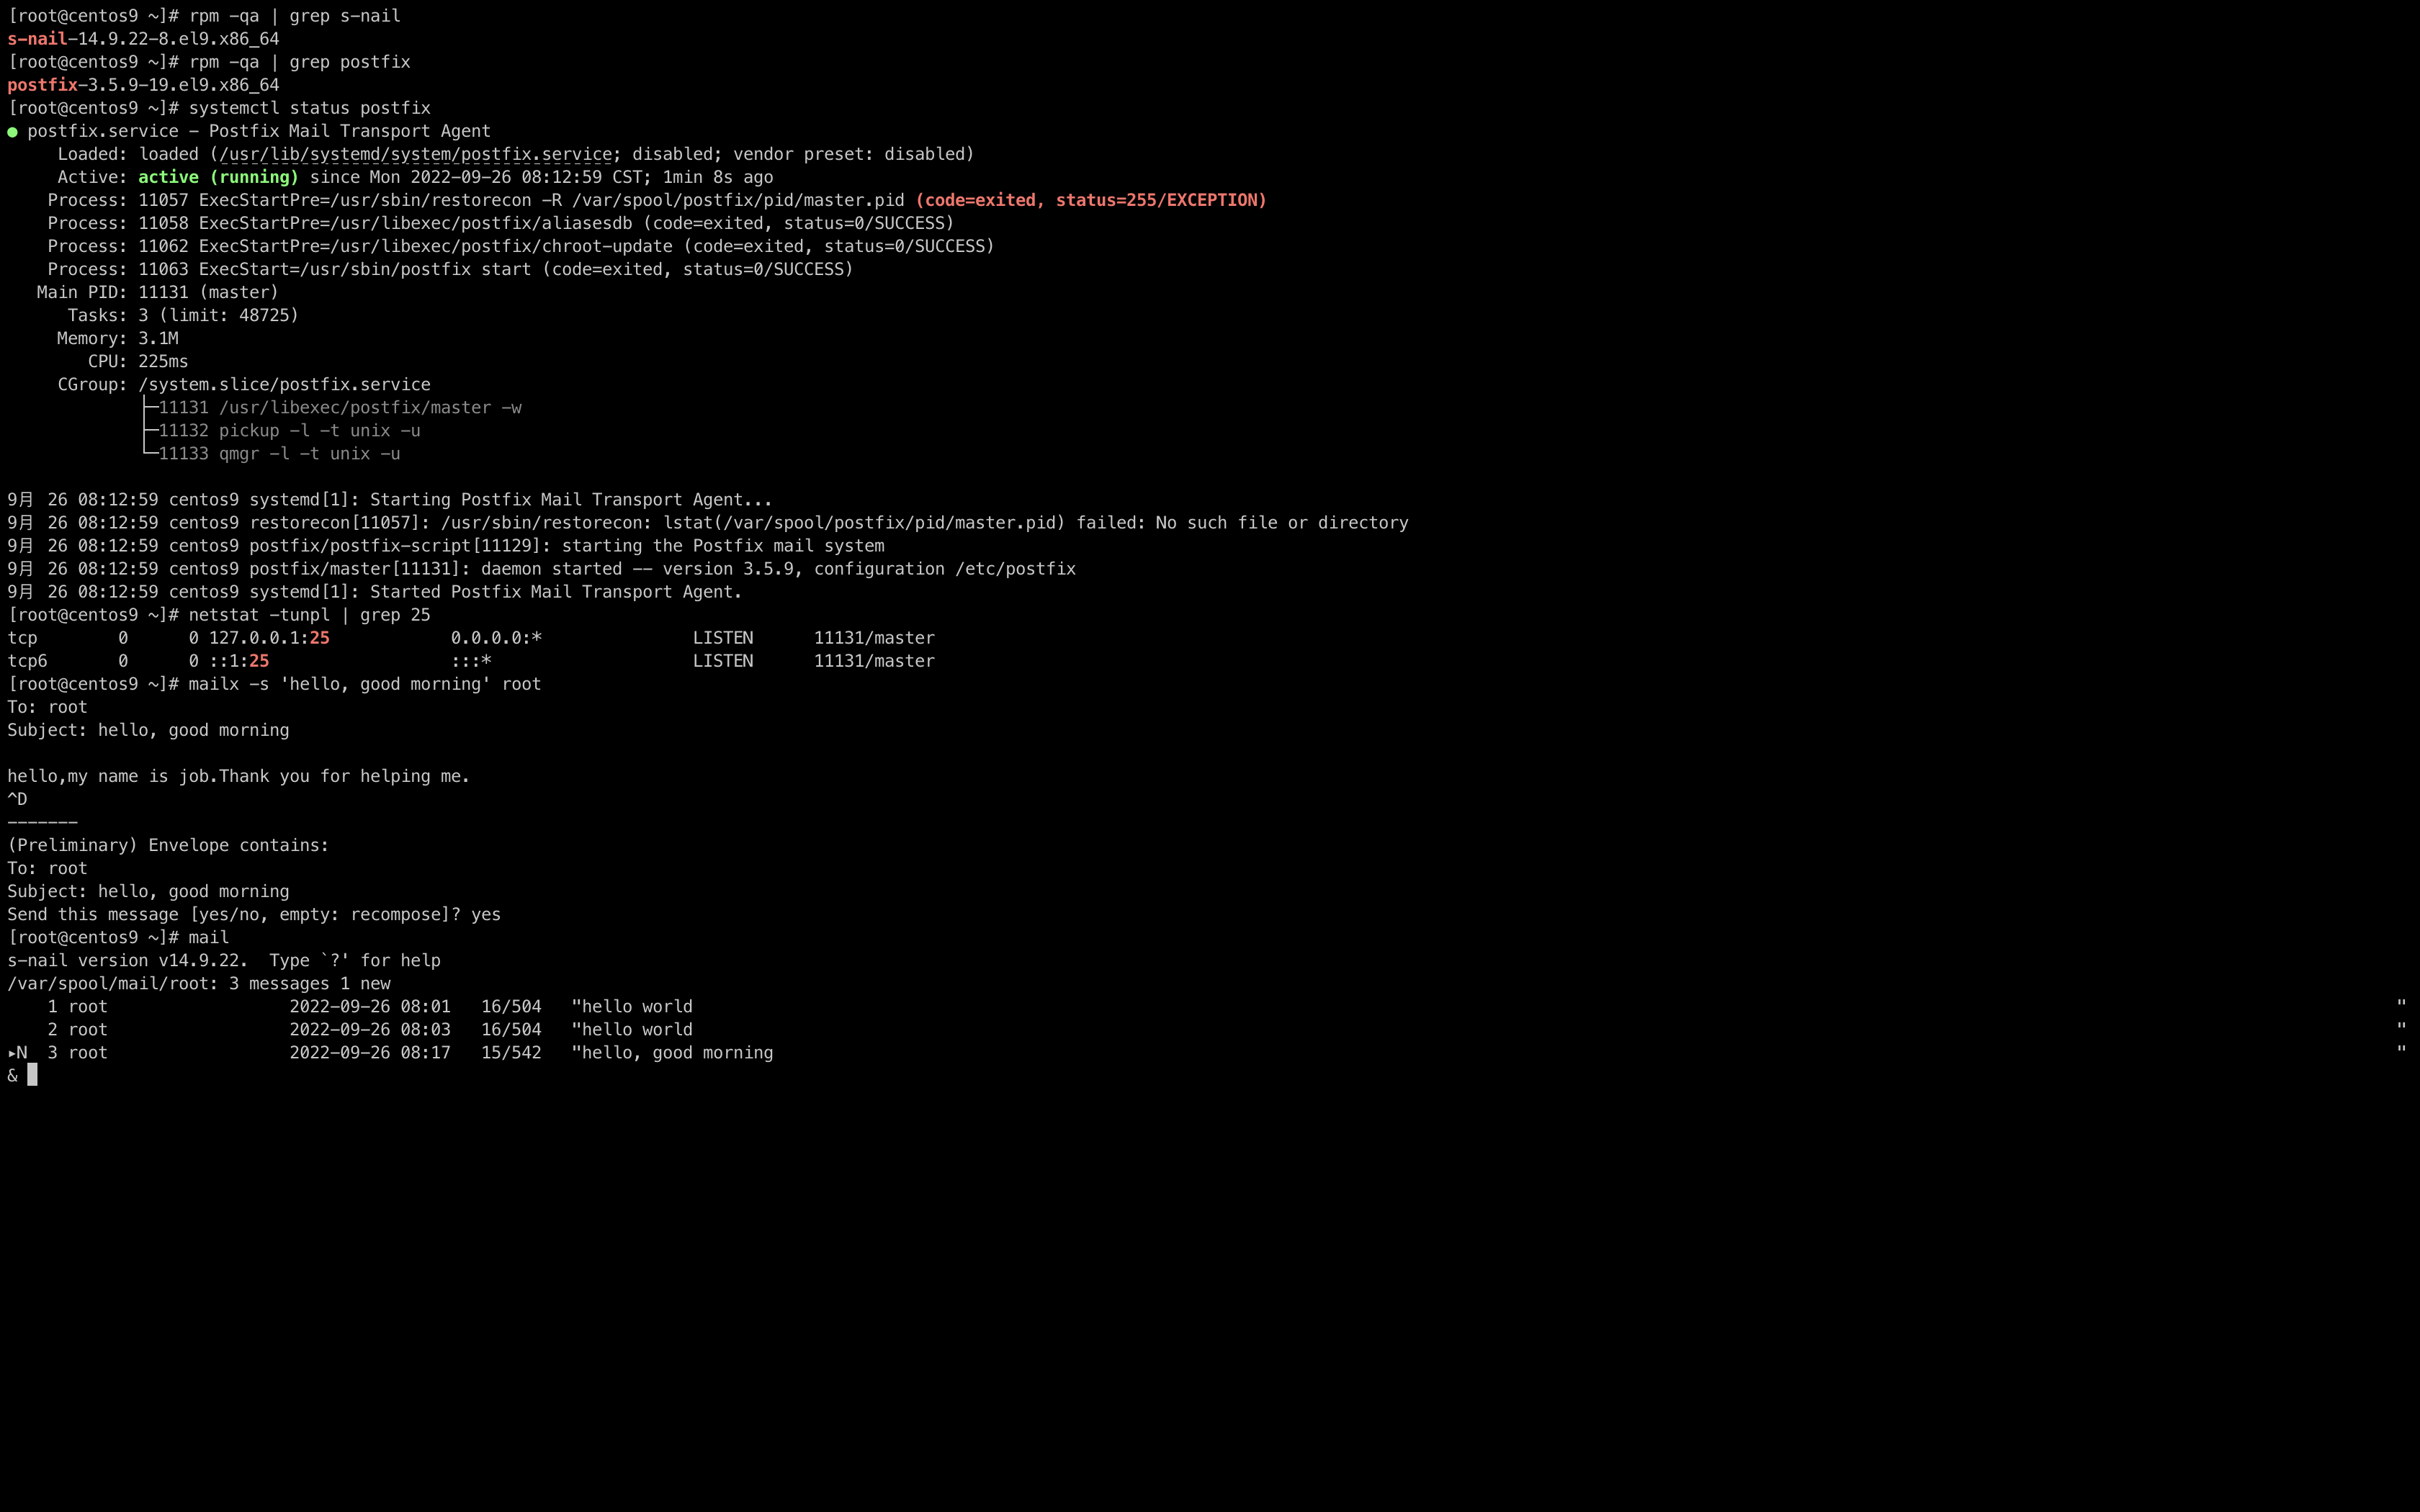 [root@centos9 ~]# rpm -qa | grep s-nail
s-nail-14.9.22-8.el9.x86_64
[root@centos9 ~]# rpm -qa | grep postfix
postfix-3.5.9-19.el9.x86_64
[root@centos9 ~]# systemctl status postfix
● postfix.service - Postfix Mail Transport Agent
     Loaded: loaded (/usr/lib/systemd/system/postfix.service; disabled; vendor preset: disabled)
     Active: active (running) since Mon 2022-09-26 08:12:59 CST; 1min 8s ago
    Process: 11057 ExecStartPre=/usr/sbin/restorecon -R /var/spool/postfix/pid/master.pid (code=exited, status=255/EXCEPTION)
    Process: 11058 ExecStartPre=/usr/libexec/postfix/aliasesdb (code=exited, status=0/SUCCESS)
    Process: 11062 ExecStartPre=/usr/libexec/postfix/chroot-update (code=exited, status=0/SUCCESS)
    Process: 11063 ExecStart=/usr/sbin/postfix start (code=exited, status=0/SUCCESS)
   Main PID: 11131 (master)
      Tasks: 3 (limit: 48725)
     Memory: 3.1M
        CPU: 225ms
     CGroup: /system.slice/postfix.service
             ├─11131 /usr/libexec/postfix/master -w
             ├─11132 pickup -l -t unix -u
             └─11133 qmgr -l -t unix -u

9月 26 08:12:59 centos9 systemd[1]: Starting Postfix Mail Transport Agent...
9月 26 08:12:59 centos9 restorecon[11057]: /usr/sbin/restorecon: lstat(/var/spool/postfix/pid/master.pid) failed: No such file or directory
9月 26 08:12:59 centos9 postfix/postfix-script[11129]: starting the Postfix mail system
9月 26 08:12:59 centos9 postfix/master[11131]: daemon started -- version 3.5.9, configuration /etc/postfix
9月 26 08:12:59 centos9 systemd[1]: Started Postfix Mail Transport Agent.
[root@centos9 ~]# netstat -tunpl | grep 25
tcp        0      0 127.0.0.1:25            0.0.0.0:*               LISTEN      11131/master
tcp6       0      0 ::1:25                  :::*                    LISTEN      11131/master
[root@centos9 ~]# mailx -s 'hello, good morning' root
To: root
Subject: hello, good morning

hello,my name is job.Thank you for helping me.
^D
-------
(Preliminary) Envelope contains:
To: root
Subject: hello, good morning
Send this message [yes/no, empty: recompose]? yes
[root@centos9 ~]# mail
s-nail version v14.9.22.  Type `?' for help
/var/spool/mail/root: 3 messages 1 new
    1 root                  2022-09-26 08:01   16/504   "hello world "
    2 root                  2022-09-26 08:03   16/504   "hello world "
▸N  3 root                  2022-09-26 08:17   15/542   "hello, good morning "
&